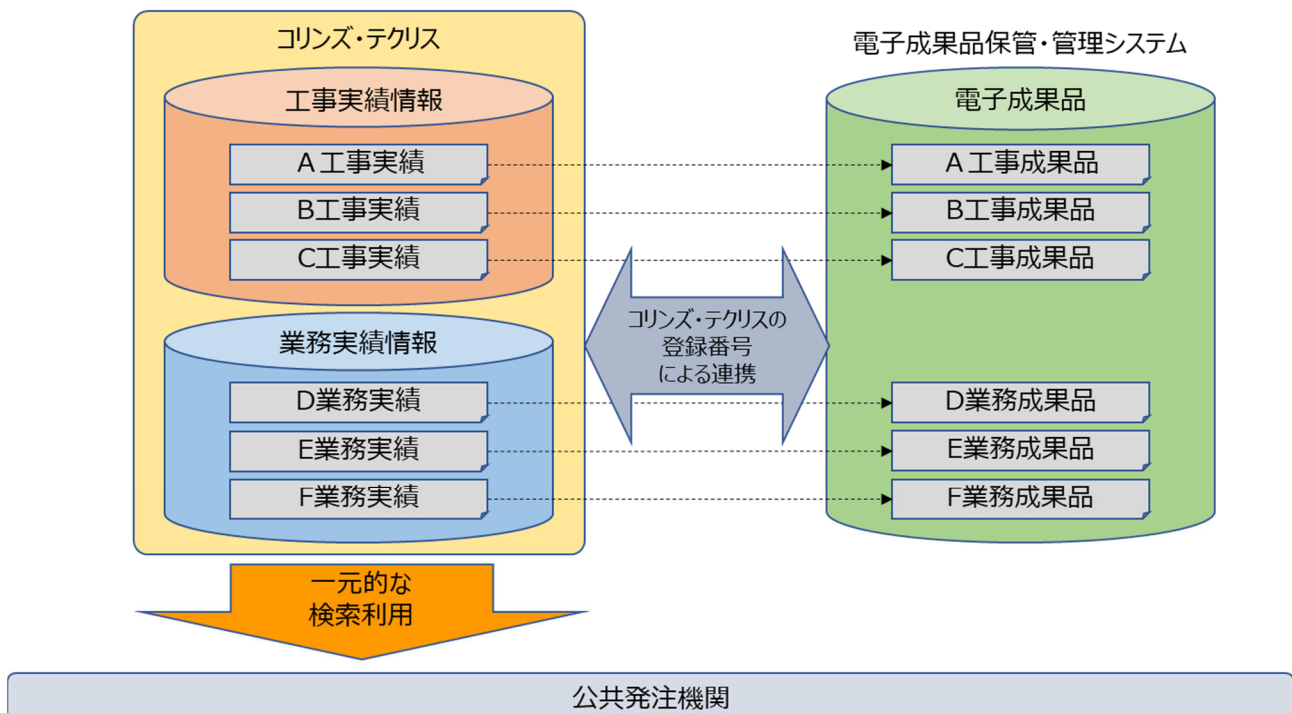 コリンズ・テクリス
工事実績情報
A工事実績
B工事実績
C工事実績
業務実績情報
D業務実績
E業務実績
F業務実績
コリンズ・テクリスの
登録番号
による連携
電子成果品保管・管理システム
電子成果品
A工事成果品
B工事成果品
C工事成果品
D業務成果品
E業務成果品
F業務成果品
一元的な
検索利用
公共発注機関